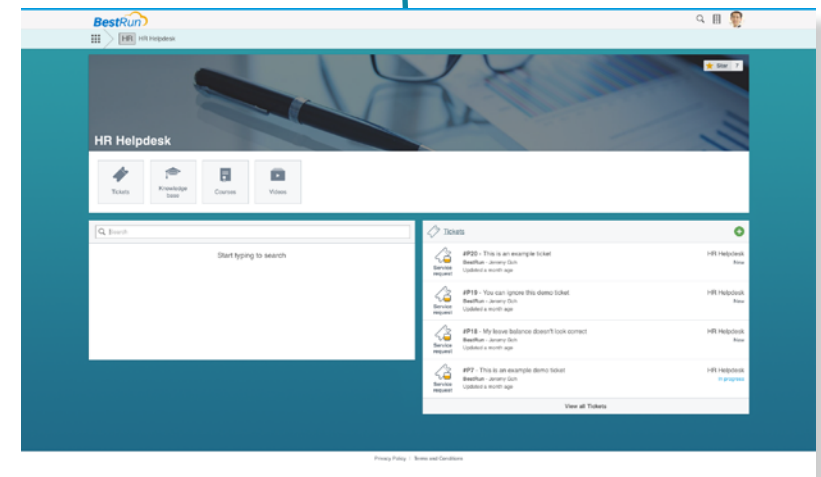 BestRun
HR HR Helpdesk
Star 7
HR Helpdesk
Tickets
Knowledge
base
Courses
Videos
Search
Start typing to search
Tickets
Service
request
#P20 - This is an example ticket
BestRun - Jeremy Goh
Updated a month ago
HR Helpdesk
New
Service
request
#P19 - You can ignore this demo ticket
BestRun - Jeremy Goh
Updated a month ago
HR Helpdesk
New
Service
request
#P18 - My leave balance doesn't look correct
BestRun - Jeremy Goh
Updated a month ago
HR Helpdesk
New
Service
request
#P7 - This is an example demo ticket
BestRun - Jeremy Goh
Updated a month ago
HR Helpdesk
In progress
View all Tickets
Privacy Policy | Terms and Conditions